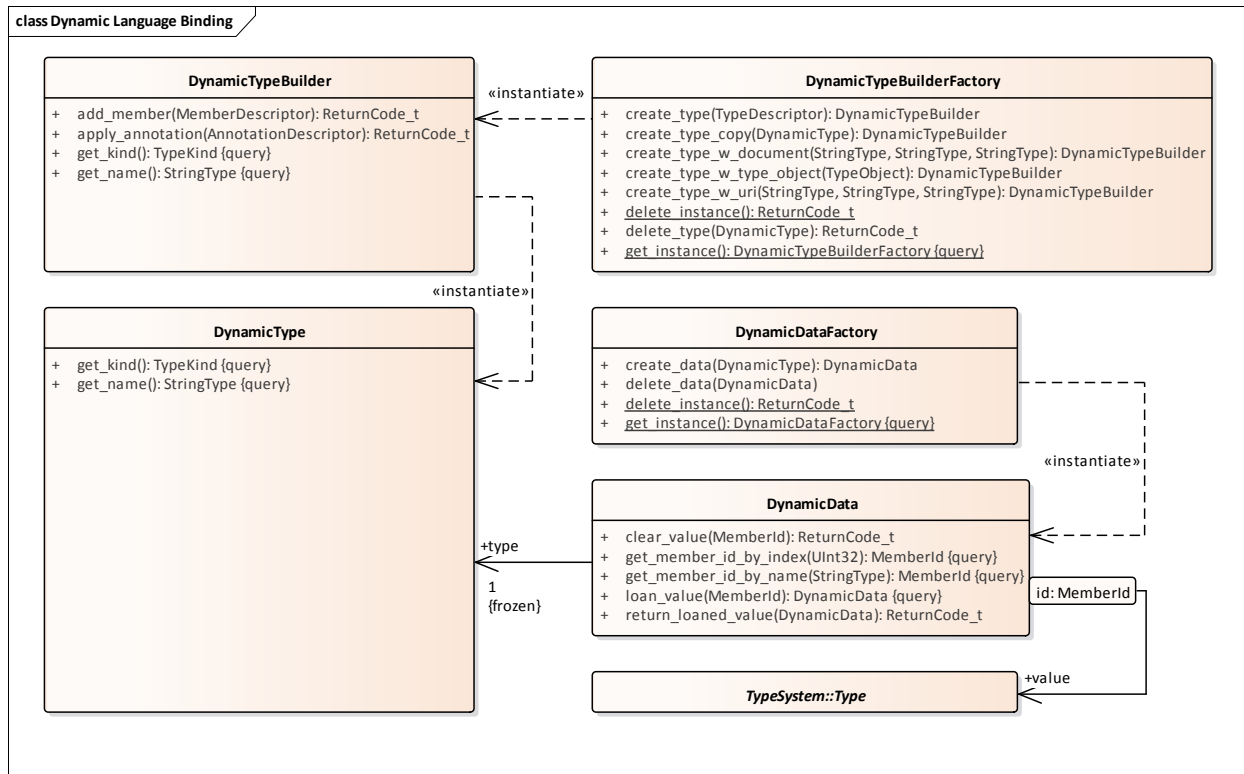 class Dynamic Language Binding
DynamicTypeBuilder
+ add_member(MemberDescriptor): ReturnCode_t
+ apply_annotation(AnnotationDescriptor): ReturnCode_t
+ get_kind(): TypeKind {query}
+ get_name(): StringType {query}
«instantiate»
DynamicTypeBuilderFactory
+ create_type(TypeDescriptor): DynamicTypeBuilder
+ create_type_copy(DynamicType): DynamicTypeBuilder
+ create_type_w_document(StringType, StringType, StringType): DynamicTypeBuilder
+ create_type_w_type_object(TypeObject): DynamicTypeBuilder
+ create_type_w_uri(StringType, StringType, StringType): DynamicTypeBuilder
+ delete_instance(): ReturnCode_t
+ delete_type(DynamicType): ReturnCode_t
+ get_instance(): DynamicTypeBuilderFactory {query}
«instantiate»
DynamicType
+ get_kind(): TypeKind {query}
+ get_name(): StringType {query}
DynamicDataFactory
+ create_data(DynamicType): DynamicData
+ delete_data(DynamicData)
+ delete_instance(): ReturnCode_t
+ get_instance(): DynamicDataFactory {query}
«instantiate»
DynamicData
+ clear_value(MemberId): ReturnCode_t
+ get_member_id_by_index(UInt32): MemberId {query}
+ get_member_id_by_name(StringType): MemberId {query}
+ loan_value(MemberId): DynamicData {query}
+ return_loaned_value(DynamicData): ReturnCode_t
+type
1
{frozen}
id: MemberId
+value
TypeSystem::Type